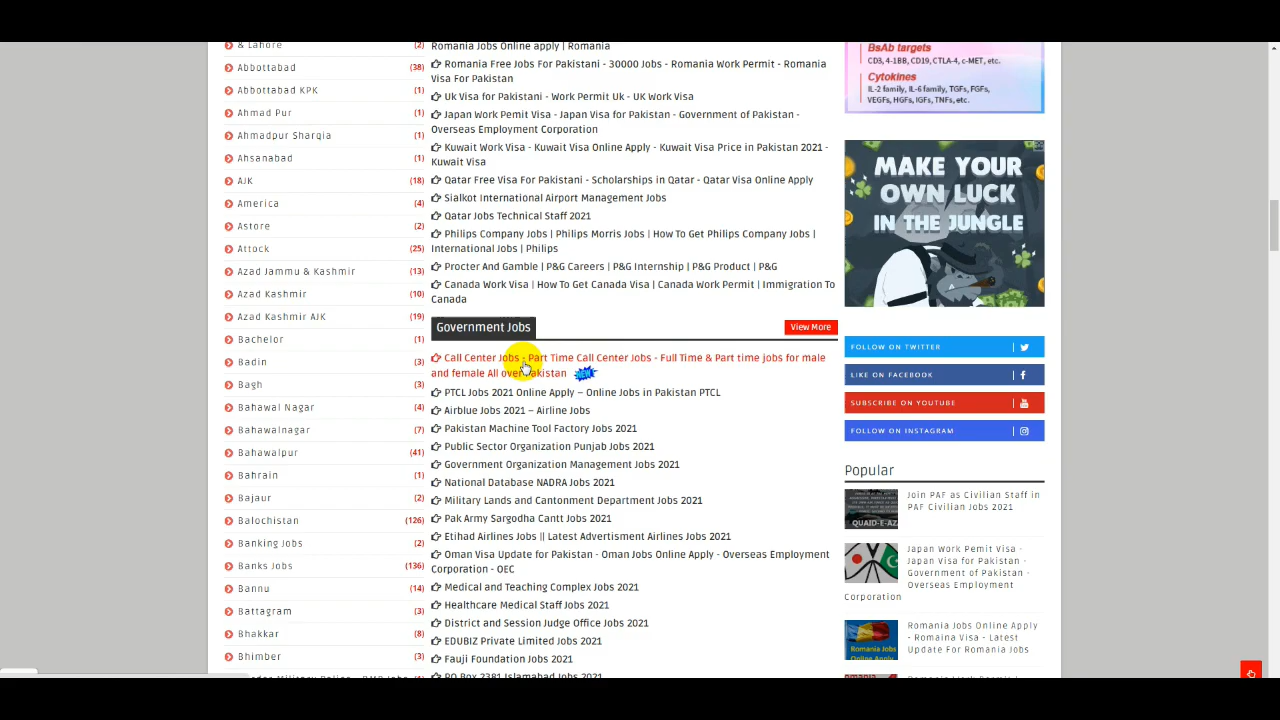 & Lahore (2)
Abbottabad (38)
Abbottabad KPK (1)
Ahmad Pur (1)
Ahmadpur Sharqia (1)
Ahsanabad (1)
AJK (18)
America (4)
Astore (2)
Attock (25)
Azad Jammu & Kashmir (13)
Azad Kashmir (10)
Azad Kashmir AJK (19)
Bachelor (1)
Badin (3)
Bagh (3)
Bahawal Nagar (4)
Bahawalnagar (7)
Bahawalpur (41)
Bahrain (1)
Bajaur (2)
Balochistan (126)
Banking Jobs (2)
Banks Jobs (136)
Bannu (14)
Battagram (3)
Bhakkar (8)
Bhimber (3)
Romania Jobs Online apply | Romania
Romania Free Jobs For Pakistani - 30000 Jobs - Romania Work Permit - Romania
Visa For Pakistan
Uk Visa for Pakistani - Work Permit Uk - UK Work Visa
Japan Work Pemit Visa - Japan Visa for Pakistan - Government of Pakistan -
Overseas Employment Corporation
Kuwait Work Visa - Kuwait Visa Online Apply - Kuwait Visa Price in Pakistan 2021 -
Kuwait Visa
Qatar Free Visa For Pakistani - Scholarships in Qatar - Qatar Visa Online Apply
Sialkot International Airport Management Jobs
Qatar Jobs Technical Staff 2021
Philips Company Jobs | Philips Morris Jobs | How To Get Philips Company Jobs |
International Jobs | Philips
Procter And Gamble | P&G Careers | P&G Internship | P&G Product | P&G
Canada Work Visa | How To Get Canada Visa | Canada Work Permit | Immigration To
Canada
Government Jobs
View More
Call Center Jobs - Part Time Call Center Jobs - Full Time & Part time jobs for male
and female All over Pakistan
PTCL Jobs 2021 Online Apply – Online Jobs in Pakistan PTCL
Airblue Jobs 2021 – Airline Jobs
Pakistan Machine Tool Factory Jobs 2021
Public Sector Organization Punjab Jobs 2021
Government Organization Management Jobs 2021
National Database NADRA Jobs 2021
Military Lands and Cantonment Department Jobs 2021
Pak Army Sargodha Cantt Jobs 2021
Etihad Airlines Jobs || Latest Advertisment Airlines Jobs 2021
Oman Visa Update for Pakistan - Oman Jobs Online Apply - Overseas Employment
Corporation - OEC
Medical and Teaching Complex Jobs 2021
Healthcare Medical Staff Jobs 2021
District and Session Judge Office Jobs 2021
EDUBIZ Private Limited Jobs 2021
Fauji Foundation Jobs 2021
PO Box 2381 Islamabad Jobs 2021
BsAb targets
CD3, 4-1BB, CD19, CTLA-4, c-MET, etc.
Cytokines
IL-2 family, IL-6 family, TGFs, FGFs,
VEGFs, HGFs, IGFs, TNFs, etc.
MAKE YOUR
OWN LUCK
IN THE JUNGLE
FOLLOW ON TWITTER
LIKE ON FACEBOOK
SUBSCRIBE ON YOUTUBE
FOLLOW ON INSTAGRAM
Popular
QUAID-E-AZ
Join PAF as Civilian Staff in
PAF Civilian Jobs 2021
Japan Work Pemit Visa -
Japan Visa for Pakistan -
Government of Pakistan -
Overseas Employment
Corporation
Romania Jobs
Online Apply
Romania Jobs Online Apply
- Romaina Visa - Latest
Update For Romania Jobs